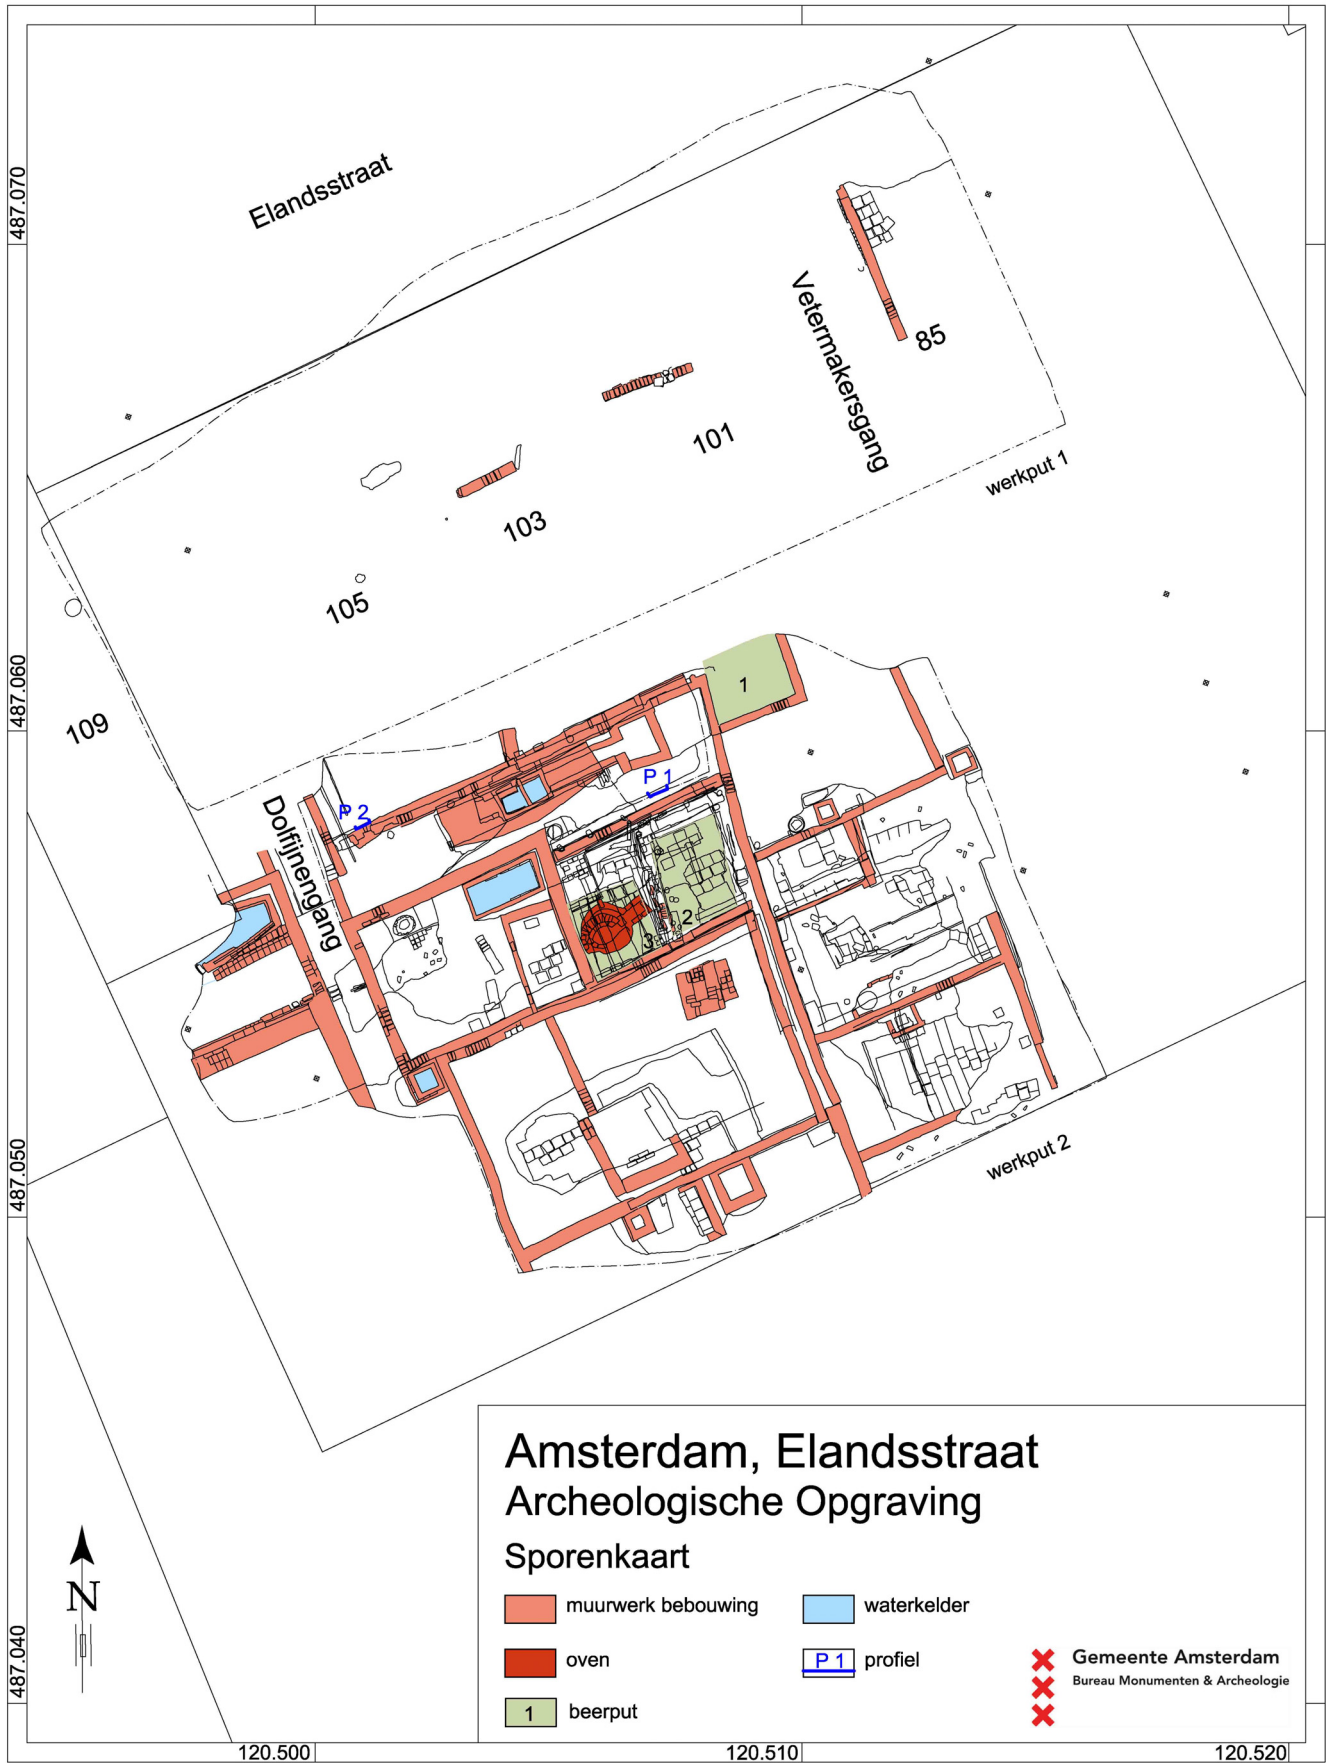 Elandsstraat
487.070
Vetermakersgang
85
101
werkput 1
103
105
487.060
109
1
P 1
P 2
Dolfijnengang
2
3
487.050
werkput 2
Amsterdam, Elandsstraat
Archeologische Opgraving
Sporenkaart
muurwerk bebouwing
waterkelder
oven
P 1 profiel
1 beerput
Gemeente Amsterdam
Bureau Monumenten & Archeologie
N
487.040
120.500 120.510 120.520